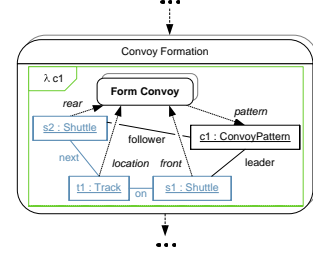 Convoy Formation
λ c1
Form Convoy
rear
pattern
s2 : Shuttle
c1 : ConvoyPattern
follower
next
location
front
leader
t1 : Track
on
s1 : Shuttle